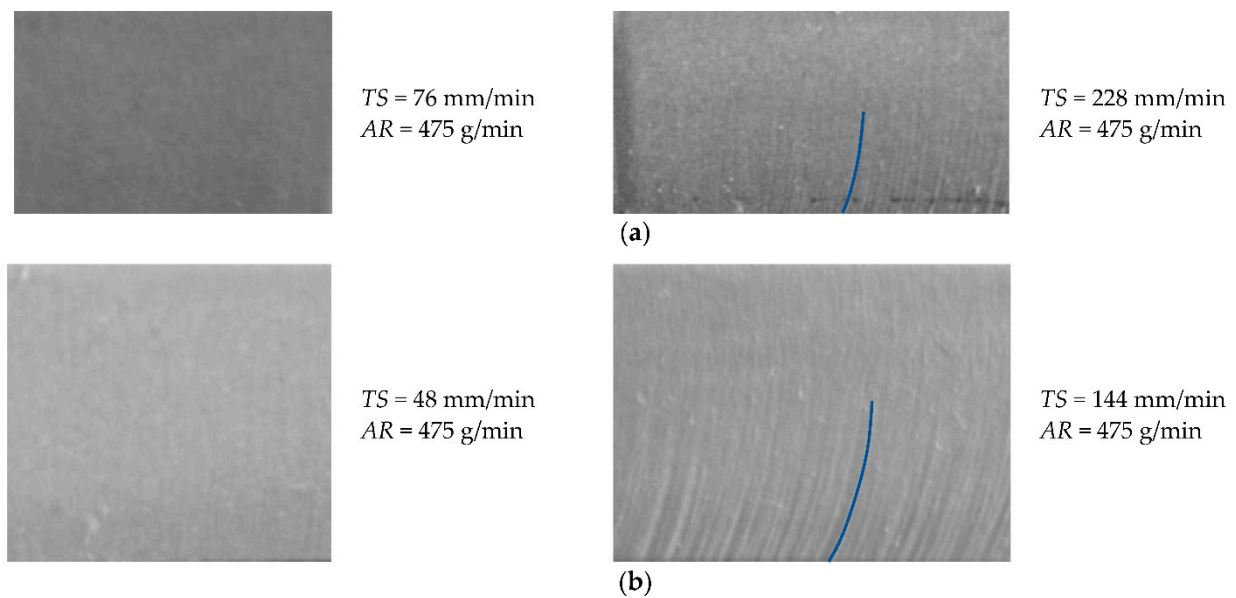 TS = 76 mm/min
AR = 475 g/min
TS = 228 mm/min
AR = 475 g/min
(a)
TS = 48 mm/min
AR = 475 g/min
TS = 144 mm/min
AR = 475 g/min
(b)